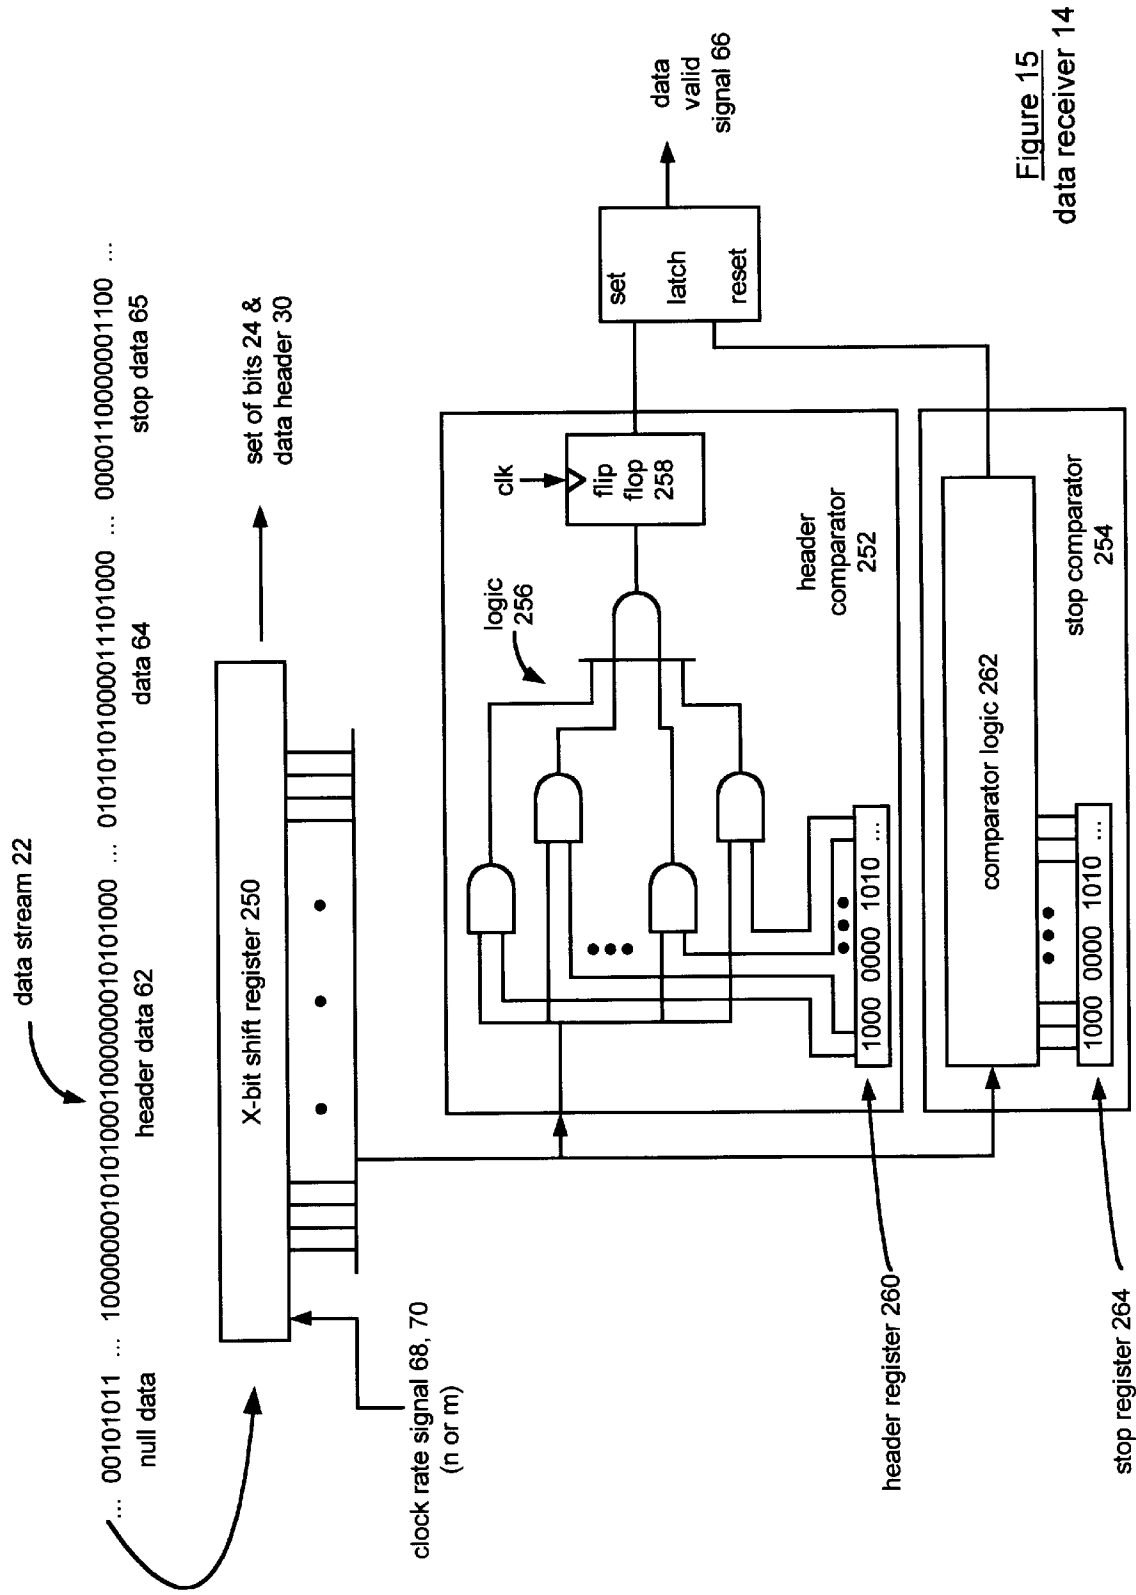 data stream 22
... 00101011 ... 10000000101010001000000010101000 ... 010101010001110100 ... 000011000001100 ...
null data
header data 62
data 64
stop data 65
X-bit shift register 250
set of bits 24 &
data header 30
clock rate signal 68, 70
(n or m)
logic
256
clk
flip
flop
258
header
comparator
252
1000 0000 1010 ...
header register 260
set
latch
reset
data
valid
signal 66
comparator logic 262
stop comparator
254
1000 0000 1010 ...
stop register 264
Figure 15
data receiver 14